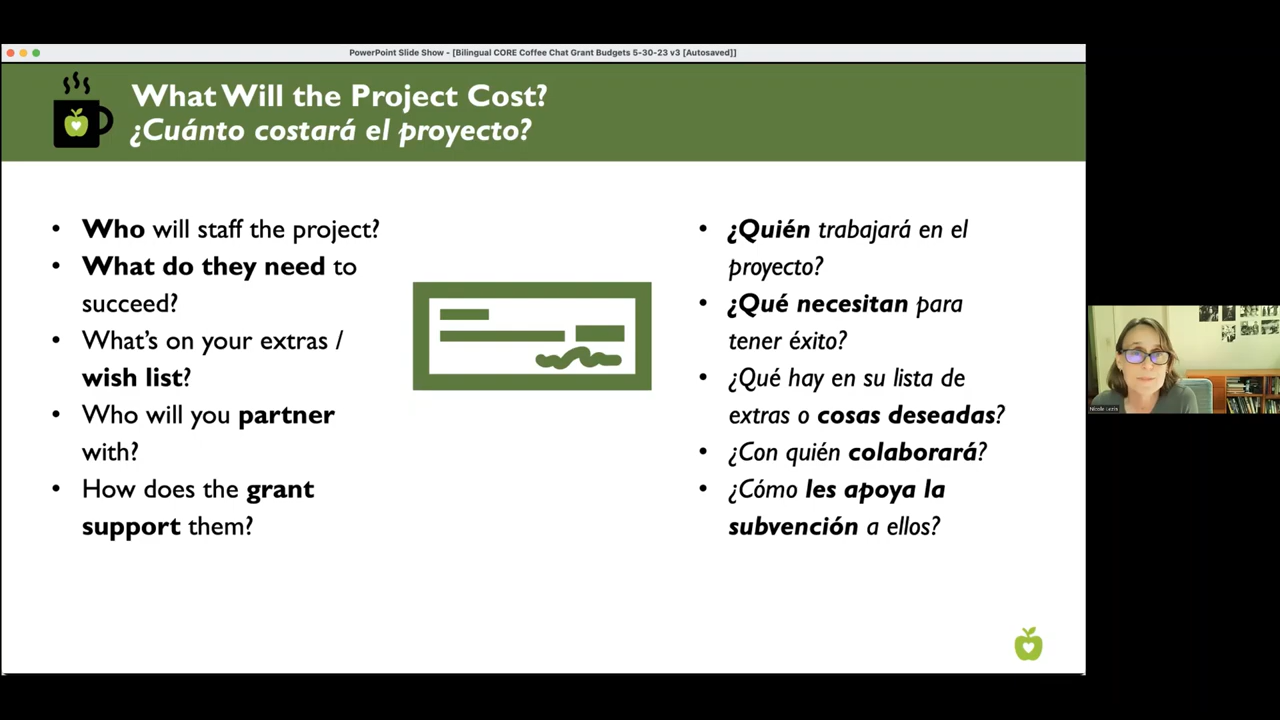 PowerPoint Slide Show - [Bilingual CORE Coffee Chat Grant Budgets 5-30-23 v3 [Autosaved]]
What Will the Project Cost?
¿Cuánto costará el proyecto?
• Who will staff the project?
• What do they need to
succeed?
• What's on your extras /
wish list?
• Who will you partner
with?
• How does the grant
support them?
• ¿Quién trabajará en el
proyecto?
• ¿Qué necesitan para
tener éxito?
• ¿Qué hay en su lista de
extras o cosas deseadas?
• ¿Con quién colaborará?
• ¿Cómo les apoya la
subvención a ellos?
Nicole Lezin